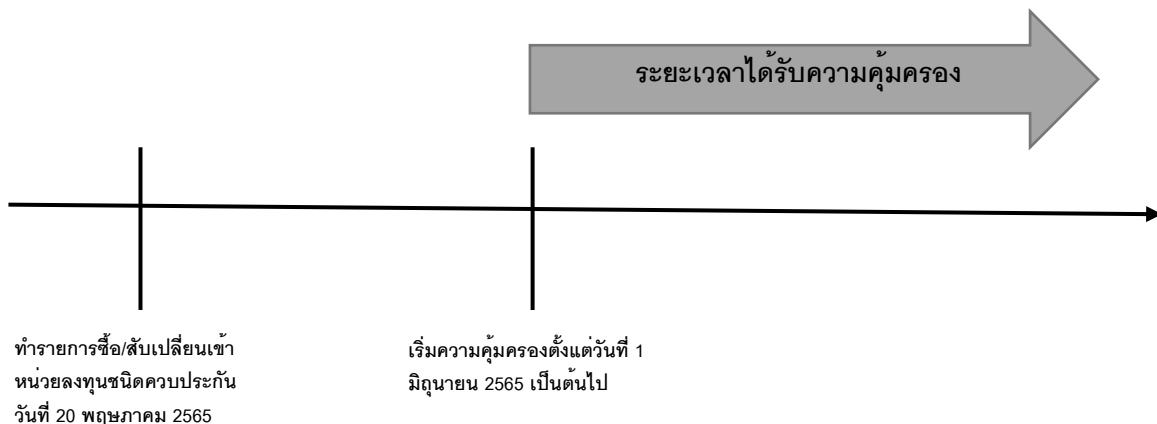 ระยะเวลาได้รับความคุ้มครอง
ทำรายการซื้อ/สับเปลี่ยนเข้า
หน่วยลงทุนชนิดควบประกัน
วันที่ 20 พฤษภาคม 2565
เริ่มความคุ้มครองตั้งแต่วันที่ 1
มิถุนายน 2565 เป็นต้นไป